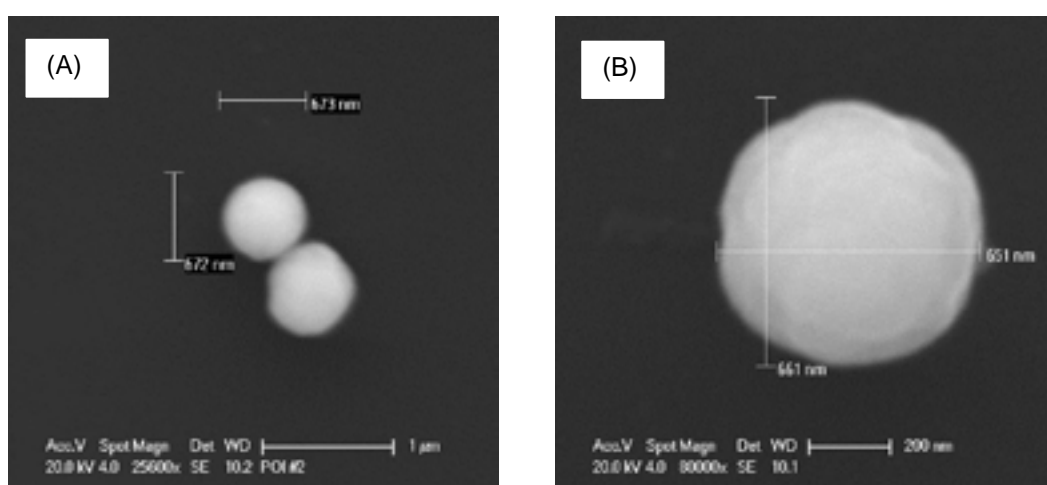 (A)
673 nm
672 nm
Acc.V Spot Magn Det WD 1 µm
20.0 kV 4.0 25600x SE 10.2 POI #2
(B)
651 nm
661 nm
Acc.V Spot Magn Det WD 200 nm
20.0 kV 4.0 80000x SE 10.1